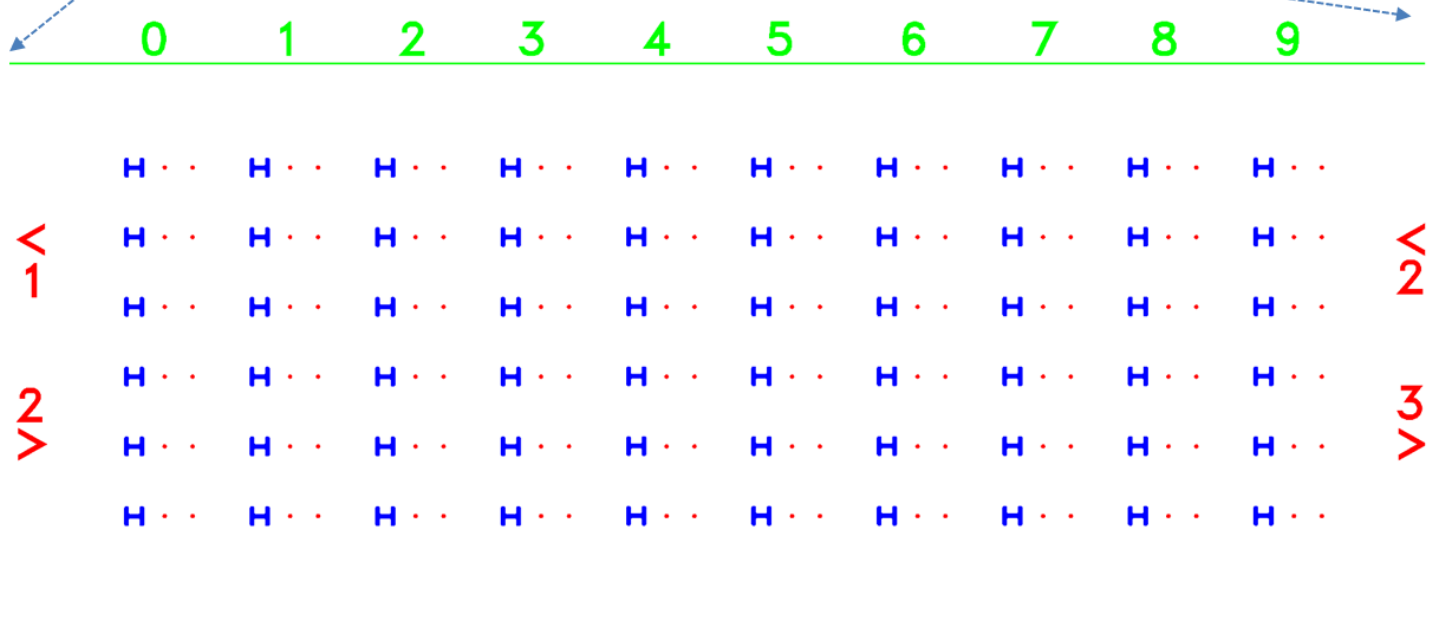 0 1 2 3 4 5 6 7 8 9
H · · H · · H · · H · · H · · H · · H · · H · · H · · H · ·
< H · · H · · H · · H · · H · · H · · H · · H · · H · · H · · <
1 2
H · · H · · H · · H · · H · · H · · H · · H · · H · · H · ·
H · · H · · H · · H · · H · · H · · H · · H · · H · · H · ·
2 3
> H · · H · · H · · H · · H · · H · · H · · H · · H · · H · · >
H · · H · · H · · H · · H · · H · · H · · H · · H · · H · ·